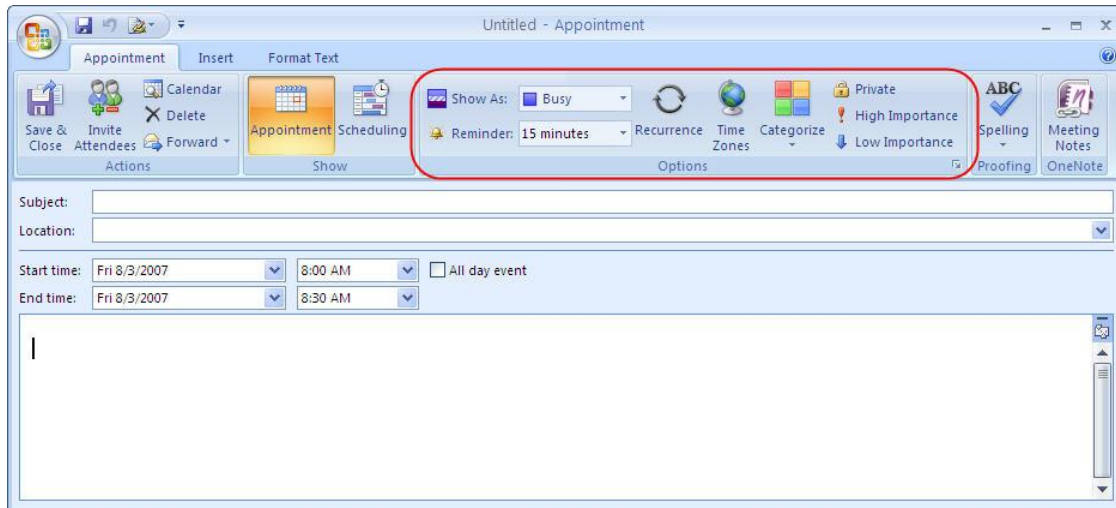 Untitled - Appointment
Appointment Insert Format Text
Save & Close
Invite Attendees
Calendar
Delete
Forward
Actions
Appointment
Scheduling
Show
Show As: Busy
Reminder: 15 minutes
Recurrence
Time Zones
Categorize
Private
High Importance
Low Importance
Options
ABC
Spelling
Proofing
Meeting Notes
OneNote
Subject:
Location:
Start time: Fri 8/3/2007 8:00 AM All day event
End time: Fri 8/3/2007 8:30 AM